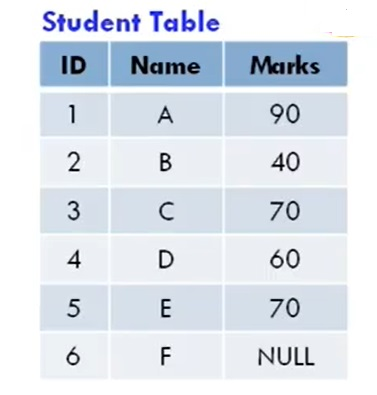 Student Table
ID Name Marks
1 A 90
2 B 40
3 C 70
4 D 60
5 E 70
6 F NULL